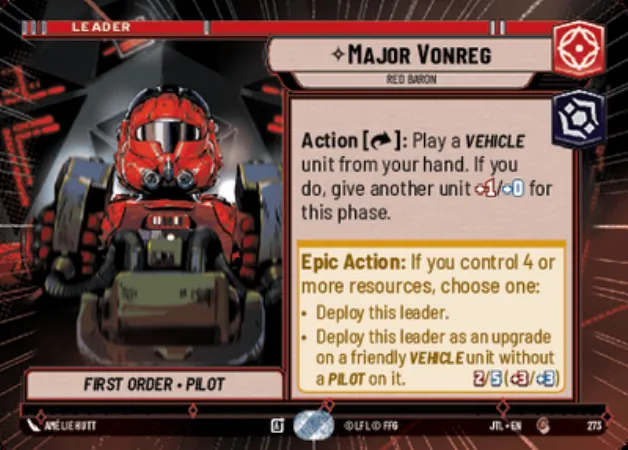 LEADER
MAJOR VONREG
RED BARON
Action [ ]: Play a VEHICLE
unit from your hand. If you
do, give another unit +1/+0 for
this phase.
Epic Action: If you control 4 or
more resources, choose one:
• Deploy this leader.
• Deploy this leader as an upgrade
on a friendly VEHICLE unit without
a PILOT on it. 2/5 (+3/+3)
FIRST ORDER • PILOT
AMÉLIE HUTT
© LFL © FFG
JTL • EN
273